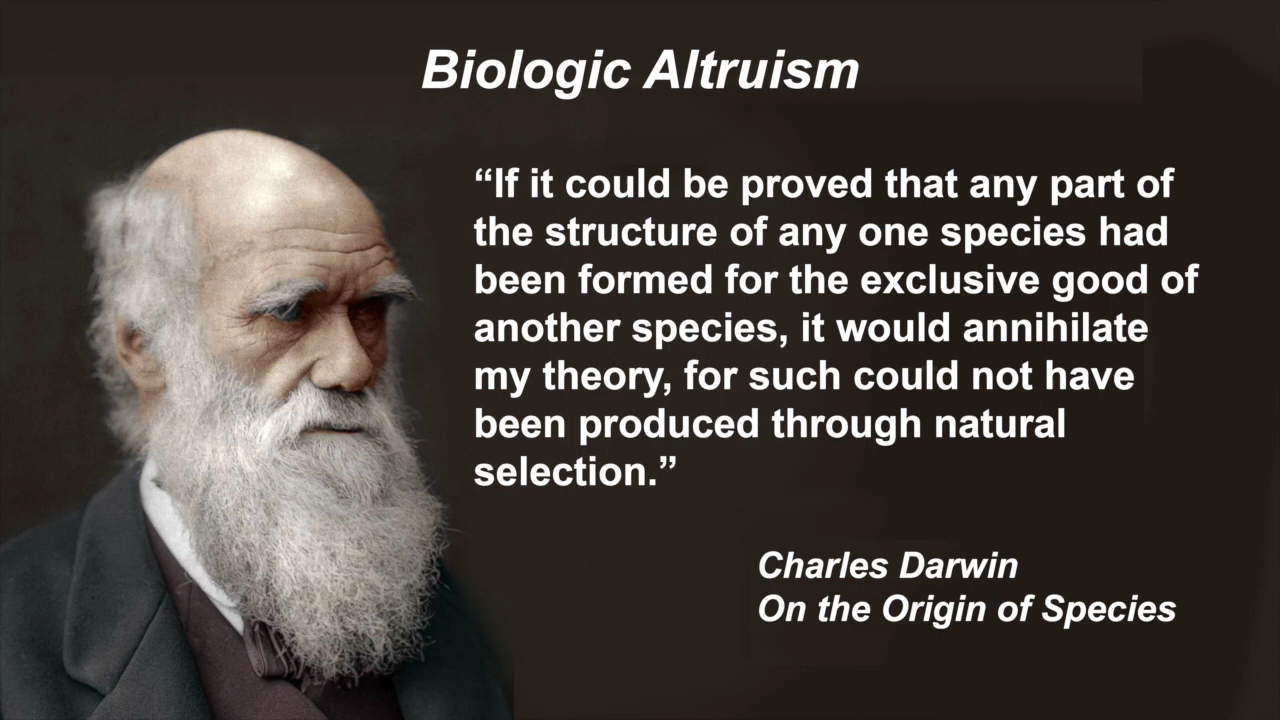 Biologic Altruism
“If it could be proved that any part of
the structure of any one species had
been formed for the exclusive good of
another species, it would annihilate
my theory, for such could not have
been produced through natural
selection.”
Charles Darwin
On the Origin of Species